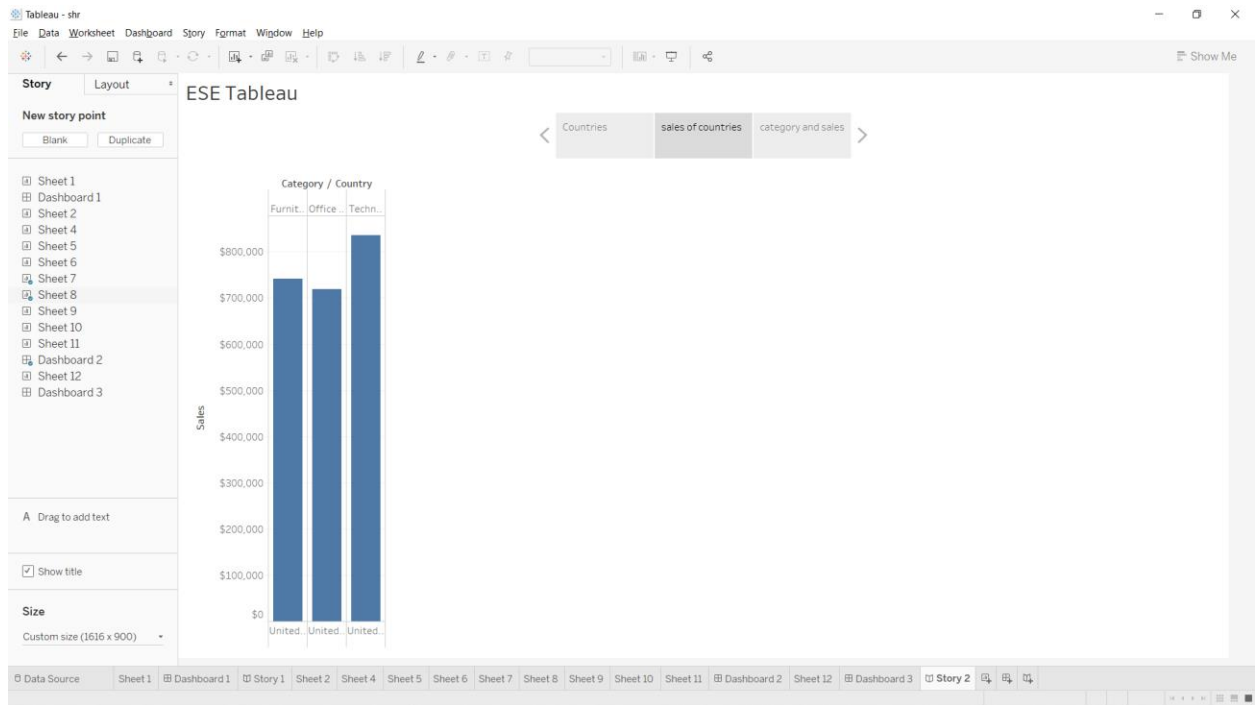 Tableau - shr
File Data Worksheet Dashboard Story Format Window Help
Show Me
Story Layout
New story point
Blank Duplicate
Sheet 1
Dashboard 1
Sheet 2
Sheet 4
Sheet 5
Sheet 6
Sheet 7
Sheet 8
Sheet 9
Sheet 10
Sheet 11
Dashboard 2
Sheet 12
Dashboard 3
A Drag to add text
Show title
Size
Custom size (1616 x 900)
ESE Tableau
Countries sales of countries category and sales
Category / Country
Furnit.. Office .. Techn..
$800,000
$700,000
$600,000
$500,000
$400,000
$300,000
$200,000
$100,000
$0
Sales
United.. United.. United..
Data Source Sheet 1 Dashboard 1 Story 1 Sheet 2 Sheet 4 Sheet 5 Sheet 6 Sheet 7 Sheet 8 Sheet 9 Sheet 10 Sheet 11 Dashboard 2 Sheet 12 Dashboard 3 Story 2